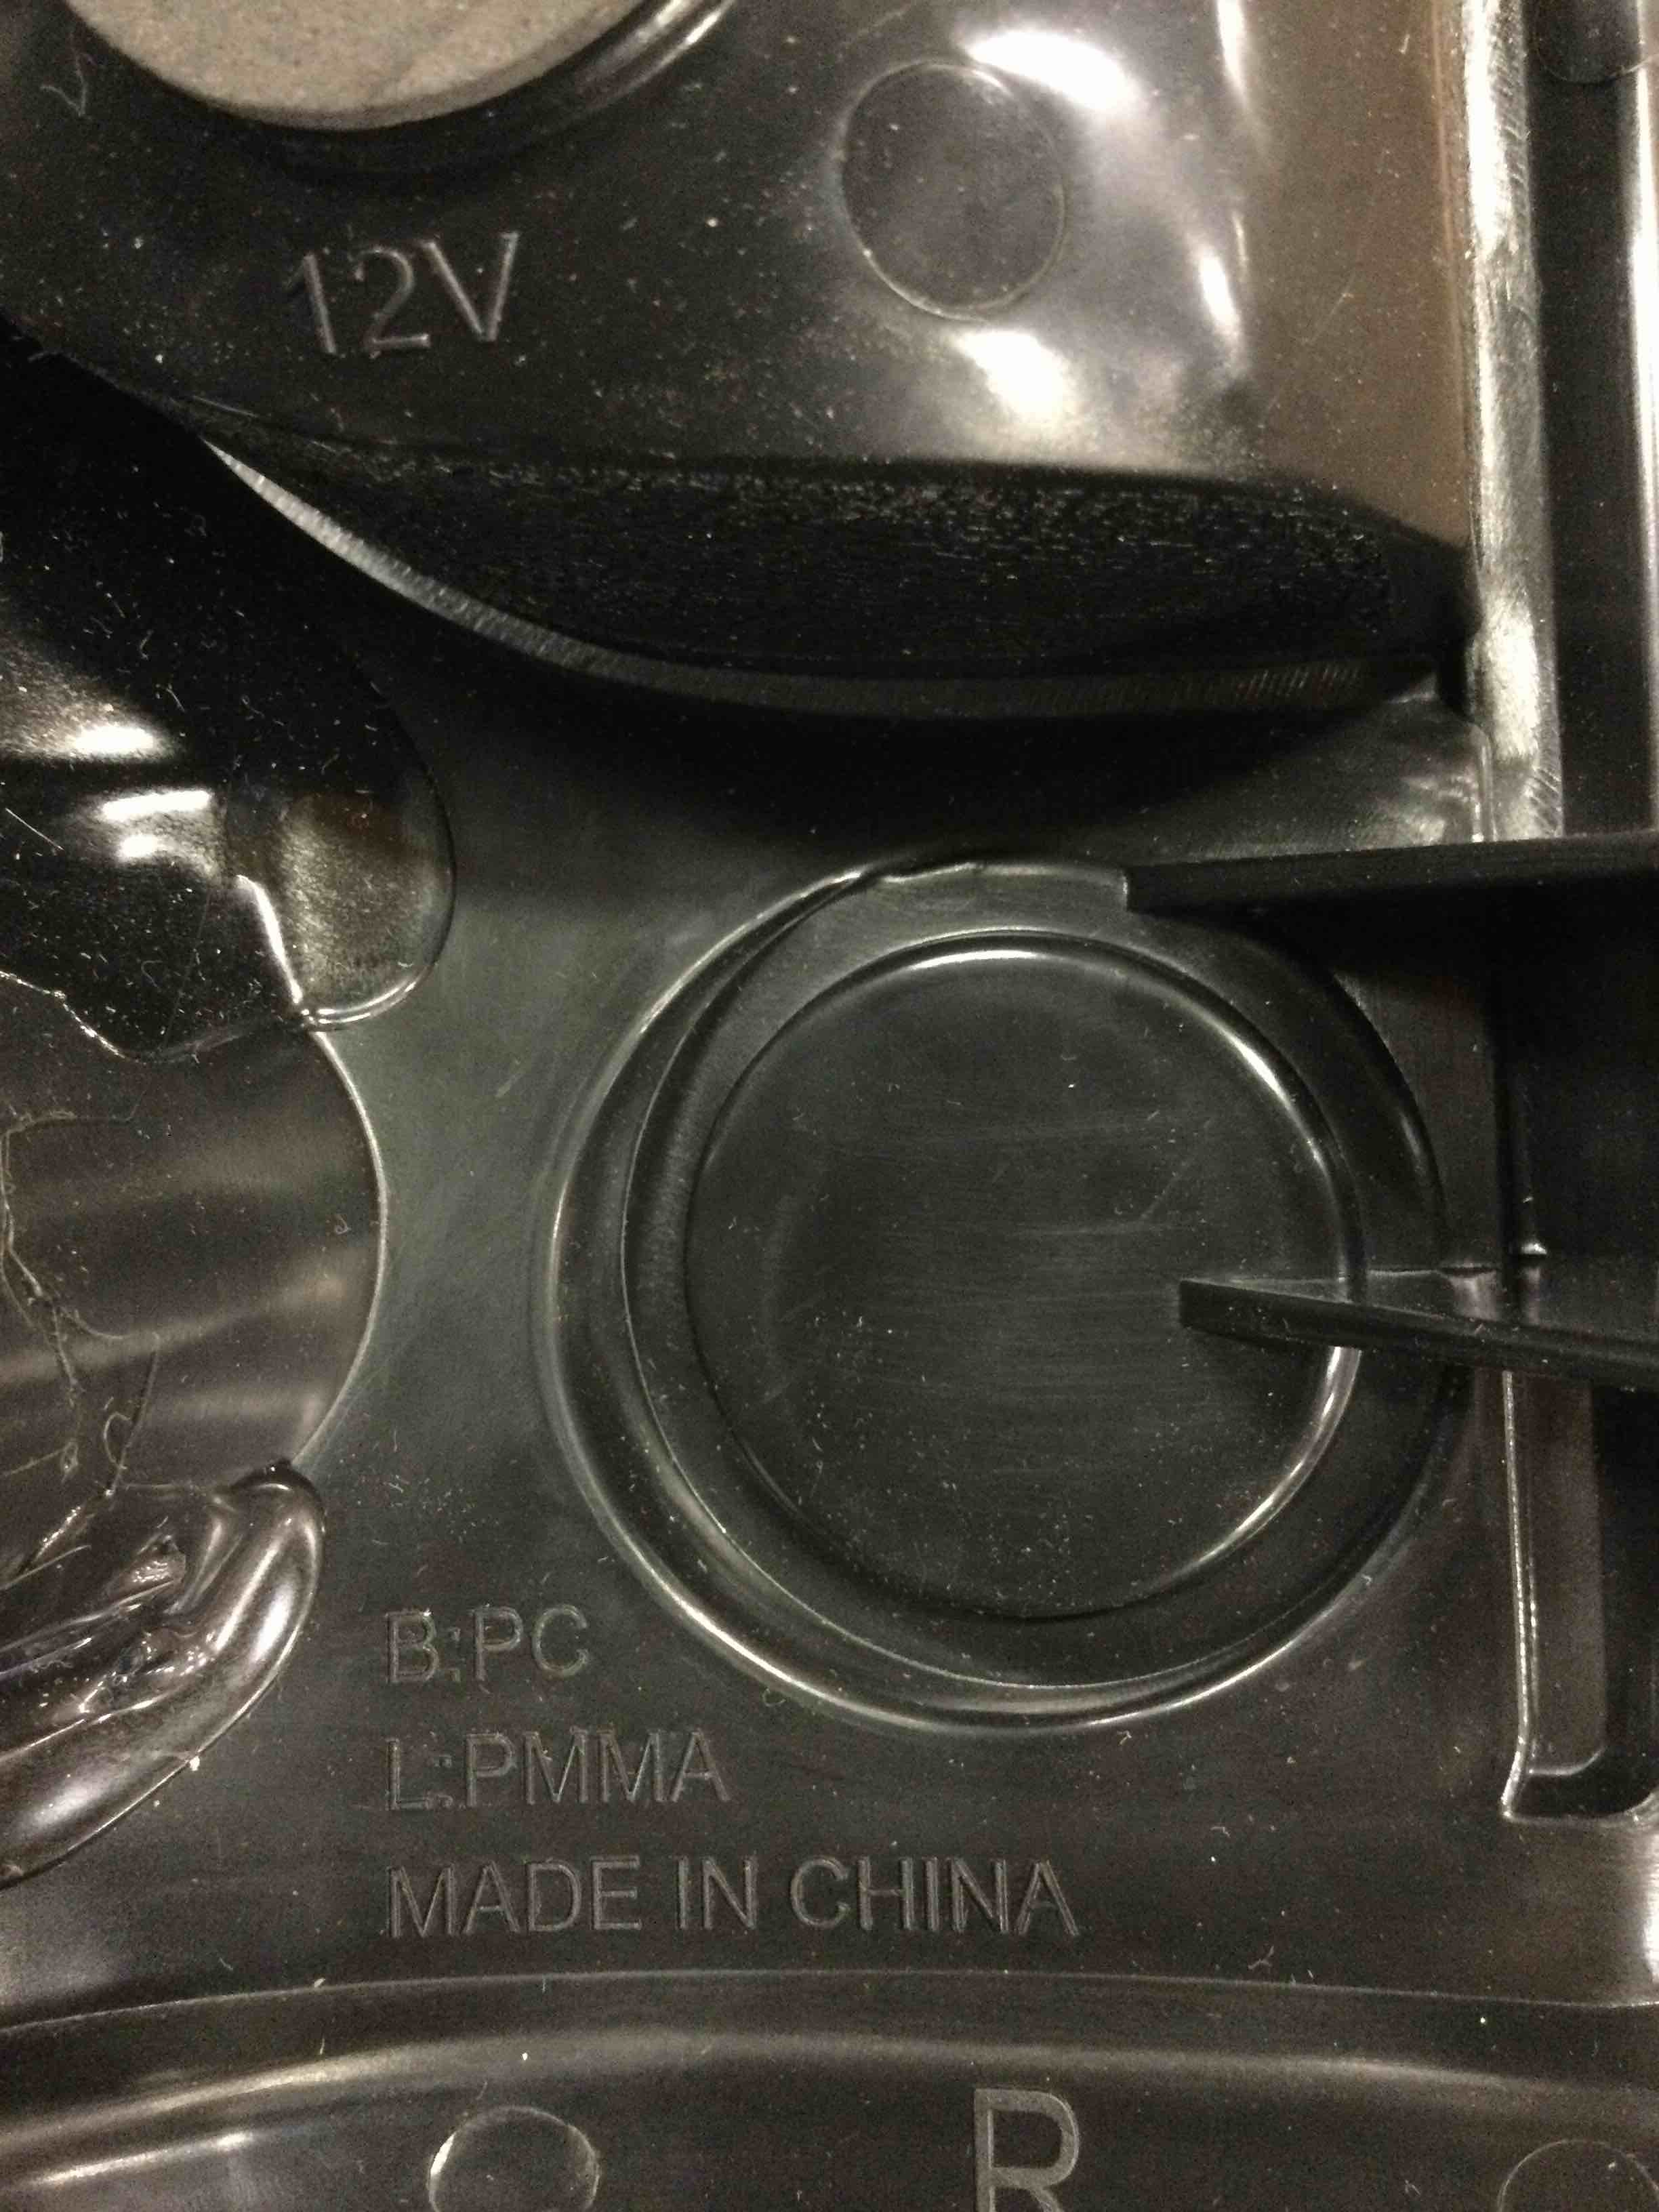 12V
B:PC
L:PMMA
MADE IN CHINA
R